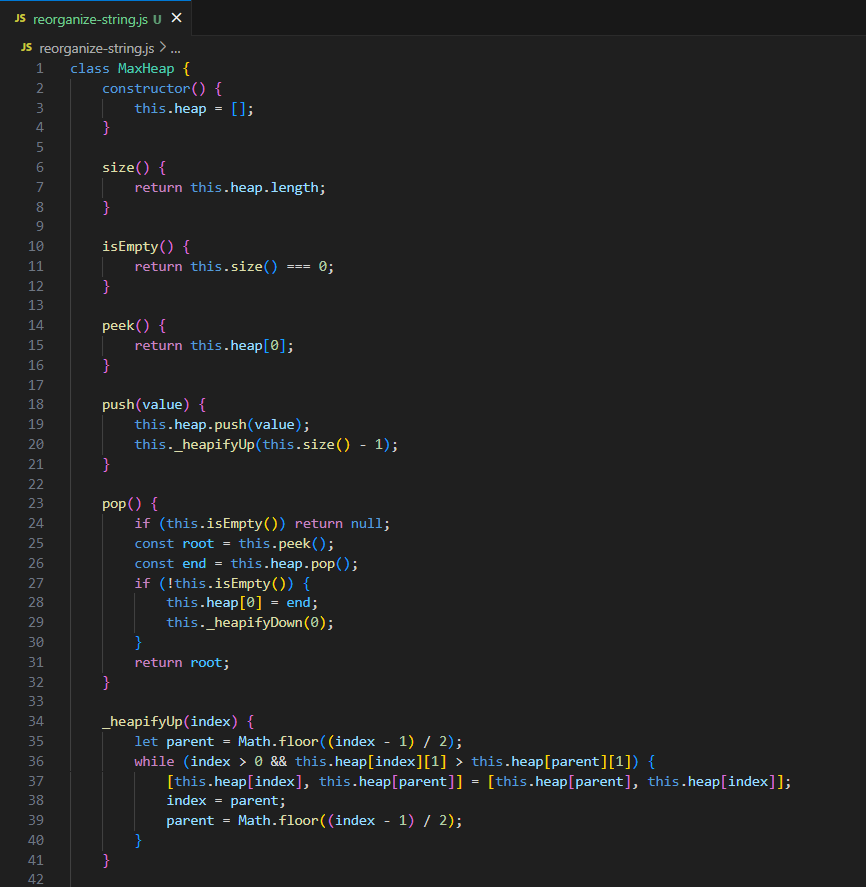 JS reorganize-string.js U ✕
JS reorganize-string.js > ...
1 class MaxHeap {
2     constructor() {
3         this.heap = [];
4     }
5
6     size() {
7         return this.heap.length;
8     }
9
10     isEmpty() {
11         return this.size() === 0;
12     }
13
14     peek() {
15         return this.heap[0];
16     }
17
18     push(value) {
19         this.heap.push(value);
20         this._heapifyUp(this.size() - 1);
21     }
22
23     pop() {
24         if (this.isEmpty()) return null;
25         const root = this.peek();
26         const end = this.heap.pop();
27         if (!this.isEmpty()) {
28             this.heap[0] = end;
29             this._heapifyDown(0);
30         }
31         return root;
32     }
33
34     _heapifyUp(index) {
35         let parent = Math.floor((index - 1) / 2);
36         while (index > 0 && this.heap[index][1] > this.heap[parent][1]) {
37             [this.heap[index], this.heap[parent]] = [this.heap[parent], this.heap[index]];
38             index = parent;
39             parent = Math.floor((index - 1) / 2);
40         }
41     }
42